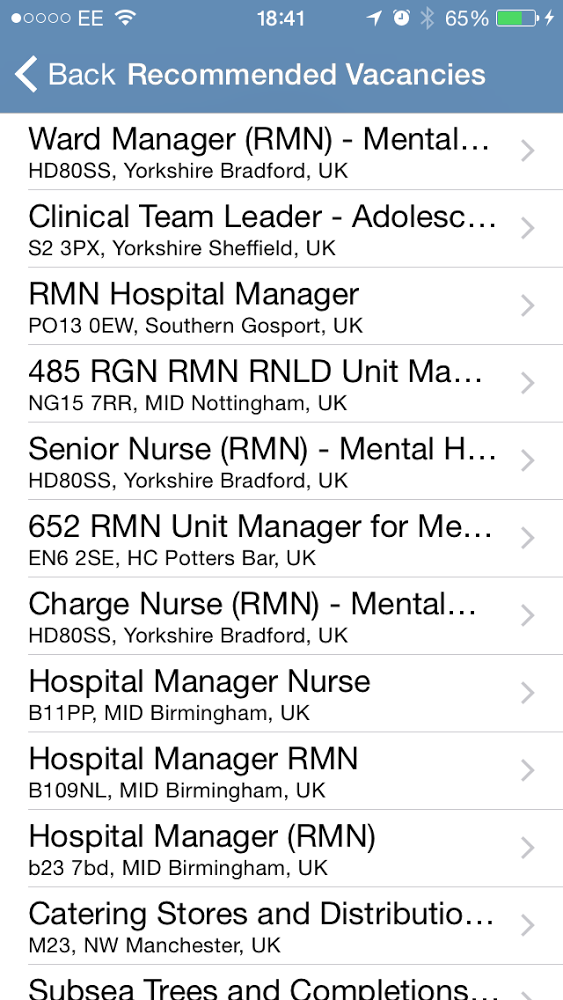 EE 18:41 65%
Back Recommended Vacancies
Ward Manager (RMN) - Mental...
HD80SS, Yorkshire Bradford, UK
Clinical Team Leader - Adolesc...
S2 3PX, Yorkshire Sheffield, UK
RMN Hospital Manager
PO13 0EW, Southern Gosport, UK
485 RGN RMN RNLD Unit Ma...
NG15 7RR, MID Nottingham, UK
Senior Nurse (RMN) - Mental H...
HD80SS, Yorkshire Bradford, UK
652 RMN Unit Manager for Me...
EN6 2SE, HC Potters Bar, UK
Charge Nurse (RMN) - Mental...
HD80SS, Yorkshire Bradford, UK
Hospital Manager Nurse
B11PP, MID Birmingham, UK
Hospital Manager RMN
B109NL, MID Birmingham, UK
Hospital Manager (RMN)
b23 7bd, MID Birmingham, UK
Catering Stores and Distributio...
M23, NW Manchester, UK
Subsea Trees and Completions...